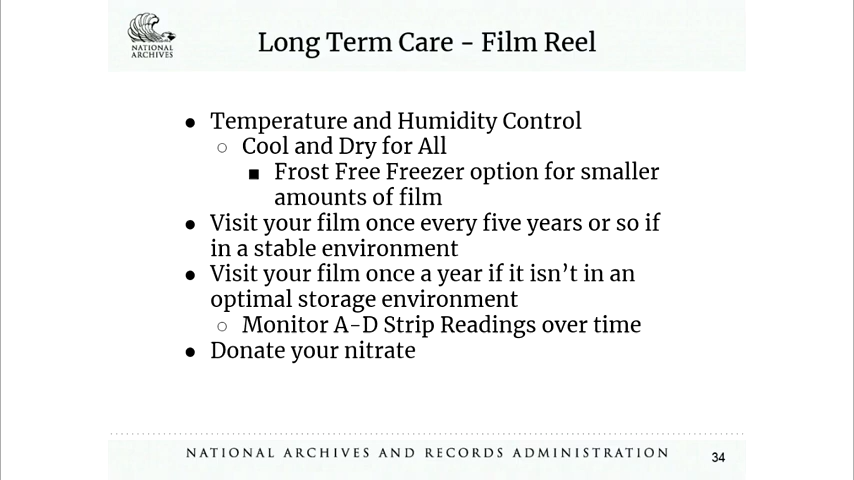 NATIONAL
ARCHIVES
Long Term Care - Film Reel
● Temperature and Humidity Control
○ Cool and Dry for All
■ Frost Free Freezer option for smaller
amounts of film
● Visit your film once every five years or so if
in a stable environment
● Visit your film once a year if it isn’t in an
optimal storage environment
○ Monitor A-D Strip Readings over time
● Donate your nitrate
NATIONAL ARCHIVES AND RECORDS ADMINISTRATION
34